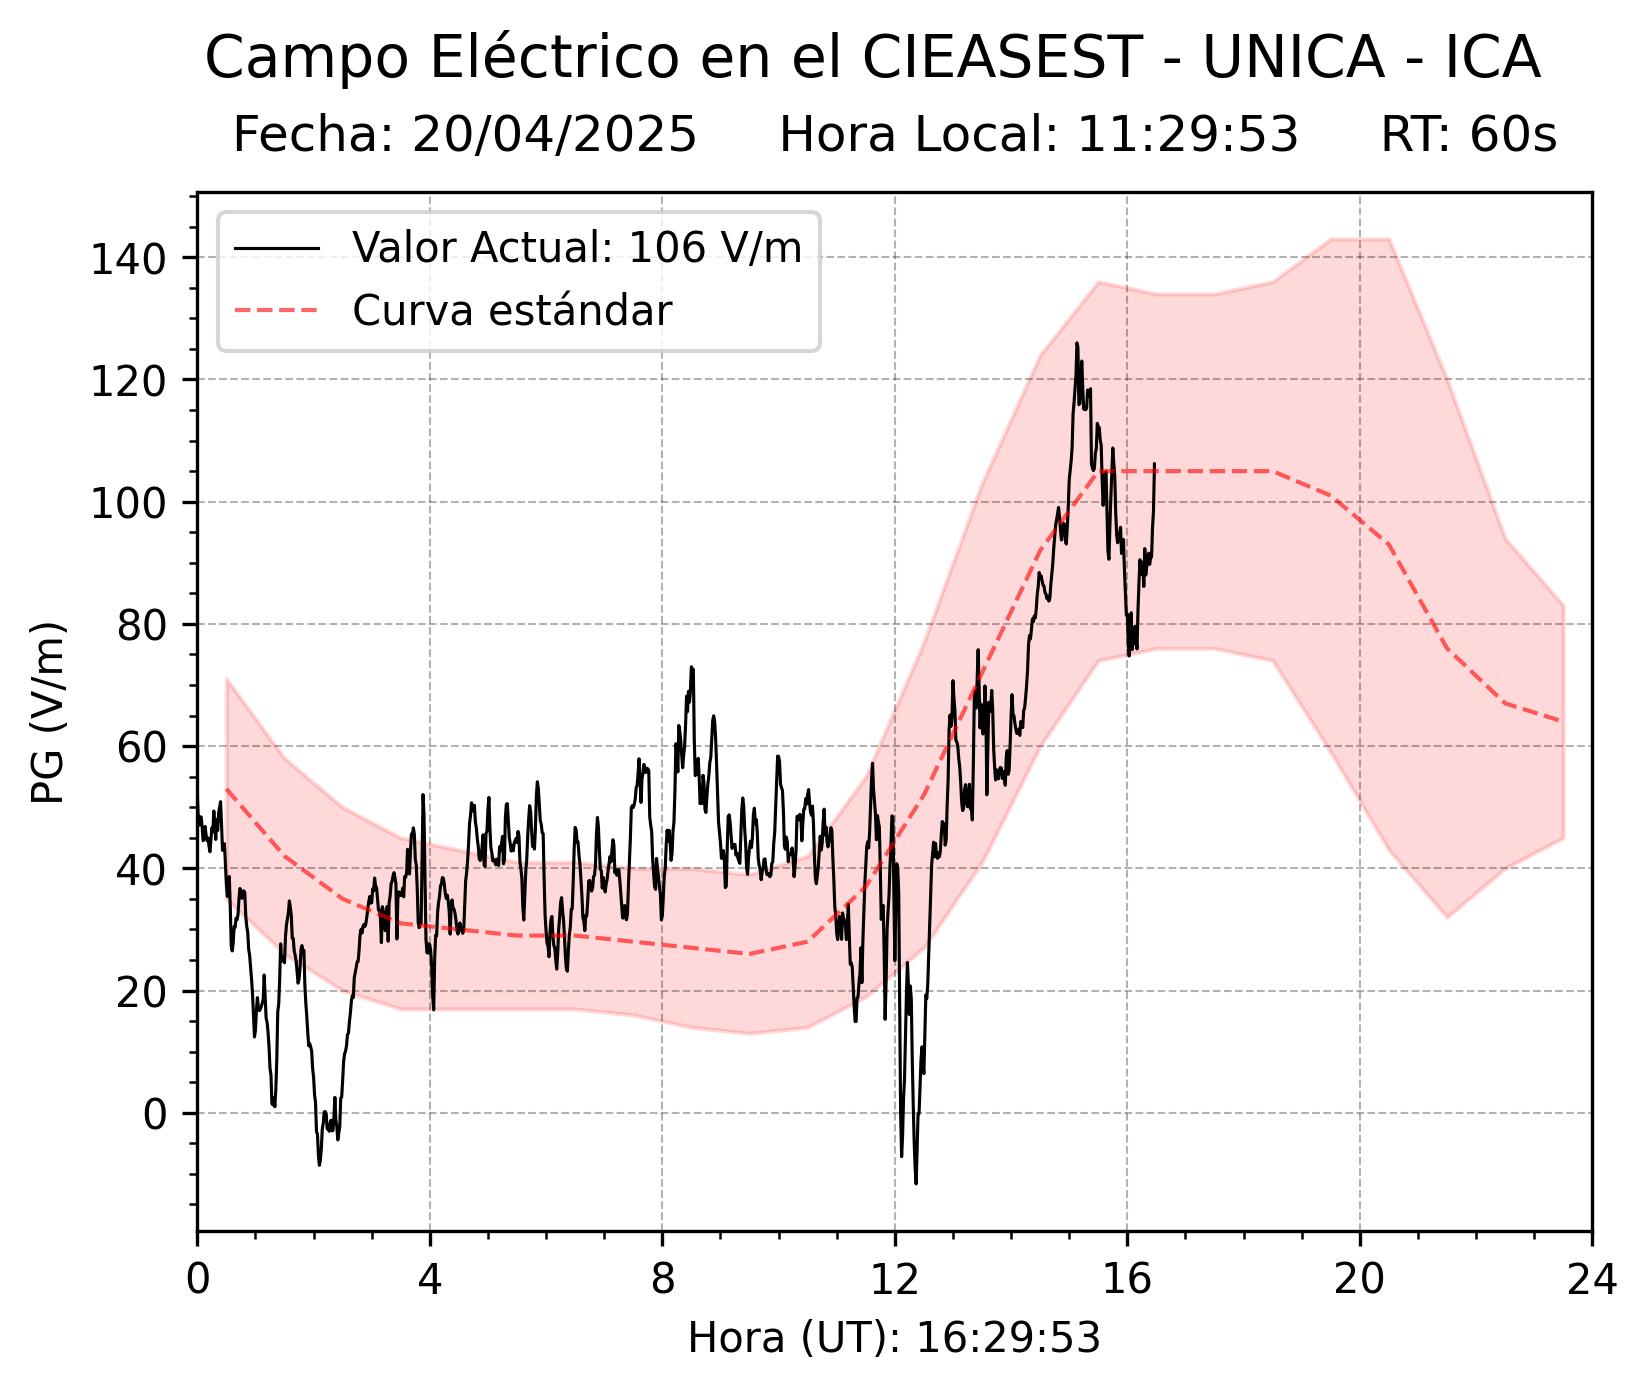 Campo Eléctrico en el CIEASEST - UNICA - ICA
Fecha: 20/04/2025 Hora Local: 11:29:53 RT: 60s
Valor Actual: 106 V/m
Curva estándar
140
120
100
80
60
40
20
0
PG (V/m)
0 4 8 12 16 20 24
Hora (UT): 16:29:53